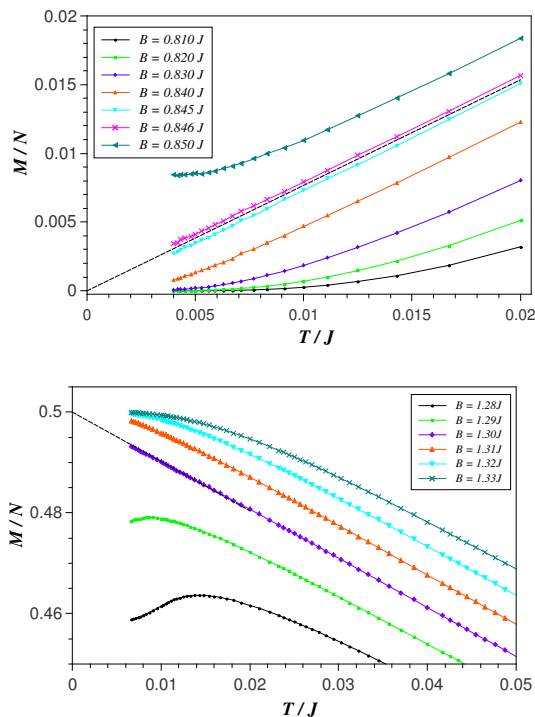 0.02
0.015
0.01
0.005
0
M / N
B = 0.810 J
B = 0.820 J
B = 0.830 J
B = 0.840 J
B = 0.845 J
B = 0.846 J
B = 0.850 J
0 0.005 0.01 0.015 0.02
T / J
0.5
0.48
0.46
M / N
B = 1.28J
B = 1.29J
B = 1.30J
B = 1.31J
B = 1.32J
B = 1.33J
0 0.01 0.02 0.03 0.04 0.05
T / J